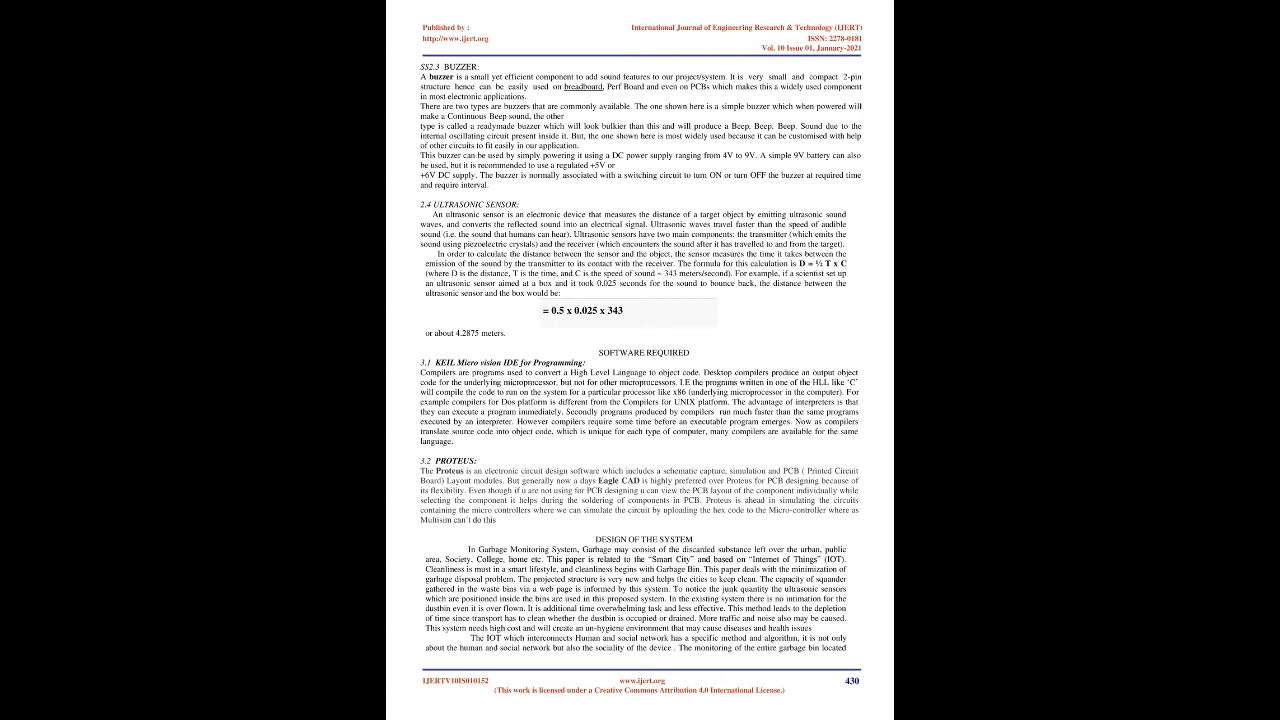 Published by :
International Journal of Engineering Research & Technology (IJERT)
http://www.ijert.org
ISSN: 2278-0181
Vol. 10 Issue 01, January-2021
SS2.3 BUZZER:
A buzzer is a small yet efficient component to add sound features to our project/system. It is very small and compact 2-pin
structure hence can be easily used on breadboard, Perf Board and even on PCBs which makes this a widely used component
in most electronic applications.
There are two types are buzzers that are commonly available. The one shown here is a simple buzzer which when powered will
make a Continuous Beep sound, the other
type is called a readymade buzzer which will look bulkier than this and will produce a Beep. Beep. Beep. Sound due to the
internal oscillating circuit present inside it. But, the one shown here is most widely used because it can be customised with help
of other circuits to fit easily in our application.
This buzzer can be used by simply powering it using a DC power supply ranging from 4V to 9V. A simple 9V battery can also
be used, but it is recommended to use a regulated +5V or
+6V DC supply. The buzzer is normally associated with a switching circuit to turn ON or turn OFF the buzzer at required time
and require interval.
2.4 ULTRASONIC SENSOR:
An ultrasonic sensor is an electronic device that measures the distance of a target object by emitting ultrasonic sound
waves, and converts the reflected sound into an electrical signal. Ultrasonic waves travel faster than the speed of audible
sound (i.e. the sound that humans can hear). Ultrasonic sensors have two main components: the transmitter (which emits the
sound using piezoelectric crystals) and the receiver (which encounters the sound after it has travelled to and from the target).
In order to calculate the distance between the sensor and the object, the sensor measures the time it takes between the
emission of the sound by the transmitter to its contact with the receiver. The formula for this calculation is D = ½ T x C
(where D is the distance, T is the time, and C is the speed of sound ~ 343 meters/second). For example, if a scientist set up
an ultrasonic sensor aimed at a box and it took 0.025 seconds for the sound to bounce back, the distance between the
ultrasonic sensor and the box would be:
= 0.5 x 0.025 x 343
or about 4.2875 meters.
SOFTWARE REQUIRED
3.1 KEIL Micro vision IDE for Programming:
Compilers are programs used to convert a High Level Language to object code. Desktop compilers produce an output object
code for the underlying microprocessor, but not for other microprocessors. I.E the programs written in one of the HLL like ‘C’
will compile the code to run on the system for a particular processor like x86 (underlying microprocessor in the computer). For
example compilers for Dos platform is different from the Compilers for UNIX platform. The advantage of interpreters is that
they can execute a program immediately. Secondly programs produced by compilers run much faster than the same programs
executed by an interpreter. However compilers require some time before an executable program emerges. Now as compilers
translate source code into object code, which is unique for each type of computer, many compilers are available for the same
language.
3.2 PROTEUS:
The Proteus is an electronic circuit design software which includes a schematic capture, simulation and PCB ( Printed Circuit
Board) Layout modules. But generally now a days Eagle CAD is highly preferred over Proteus for PCB designing because of
its flexibility. Even though if u are not using for PCB designing u can view the PCB layout of the component individually while
selecting the component it helps during the soldering of components in PCB. Proteus is ahead in simulating the circuits
containing the micro controllers where we can simulate the circuit by uploading the hex code to the Micro-controller where as
Multisim can’t do this
DESIGN OF THE SYSTEM
In Garbage Monitoring System, Garbage may consist of the discarded substance left over the urban, public
area, Society, College, home etc. This paper is related to the “Smart City” and based on “Internet of Things” (IOT).
Cleanliness is must in a smart lifestyle, and cleanliness begins with Garbage Bin. This paper deals with the minimization of
garbage disposal problem. The projected structure is very new and helps the cities to keep clean. The capacity of squander
gathered in the waste bins via a web page is informed by this system. To notice the junk quantity the ultrasonic sensors
which are positioned inside the bins are used in this proposed system. In the existing system there is no intimation for the
dustbin even it is over flown. It is additional time overwhelming task and less effective. This method leads to the depletion
of time since transport has to clean whether the dustbin is occupied or drained. More traffic and noise also may be caused.
This system needs high cost and will create an un-hygiene environment that may cause diseases and health issues
The IOT which interconnects Human and social network has a specific method and algorithm, it is not only
about the human and social network but also the sociality of the device . The monitoring of the entire garbage bin located
IJERTV10IS010152
www.ijert.org
430
(This work is licensed under a Creative Commons Attribution 4.0 International License.)